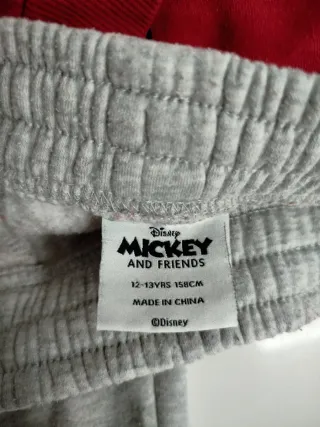 Disney
MICKEY
AND FRIENDS
12-13YRS 158CM
MADE IN CHINA
©Disney